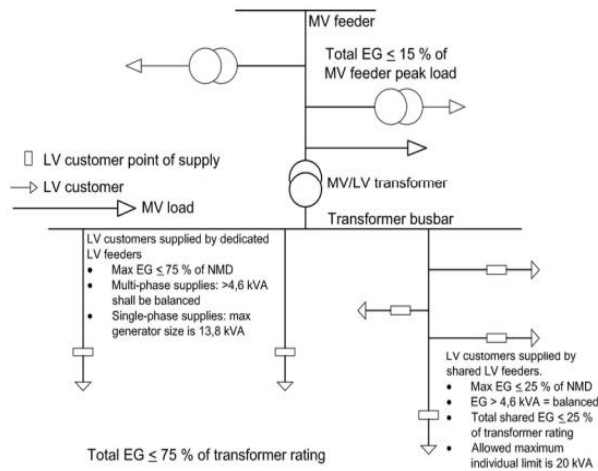 MV feeder
Total EG ≤ 15 % of
MV feeder peak load
LV customer point of supply
LV customer
MV load
MV/LV transformer
Transformer busbar
LV customers supplied by dedicated
LV feeders
• Max EG ≤ 75 % of NMD
• Multi-phase supplies: >4,6 kVA
shall be balanced
• Single-phase supplies: max
generator size is 13,8 kVA
LV customers supplied by
shared LV feeders.
• Max EG ≤ 25 % of NMD
• EG > 4,6 kVA = balanced
• Total shared EG ≤ 25 %
of transformer rating
• Allowed maximum
individual limit is 20 kVA
Total EG ≤ 75 % of transformer rating